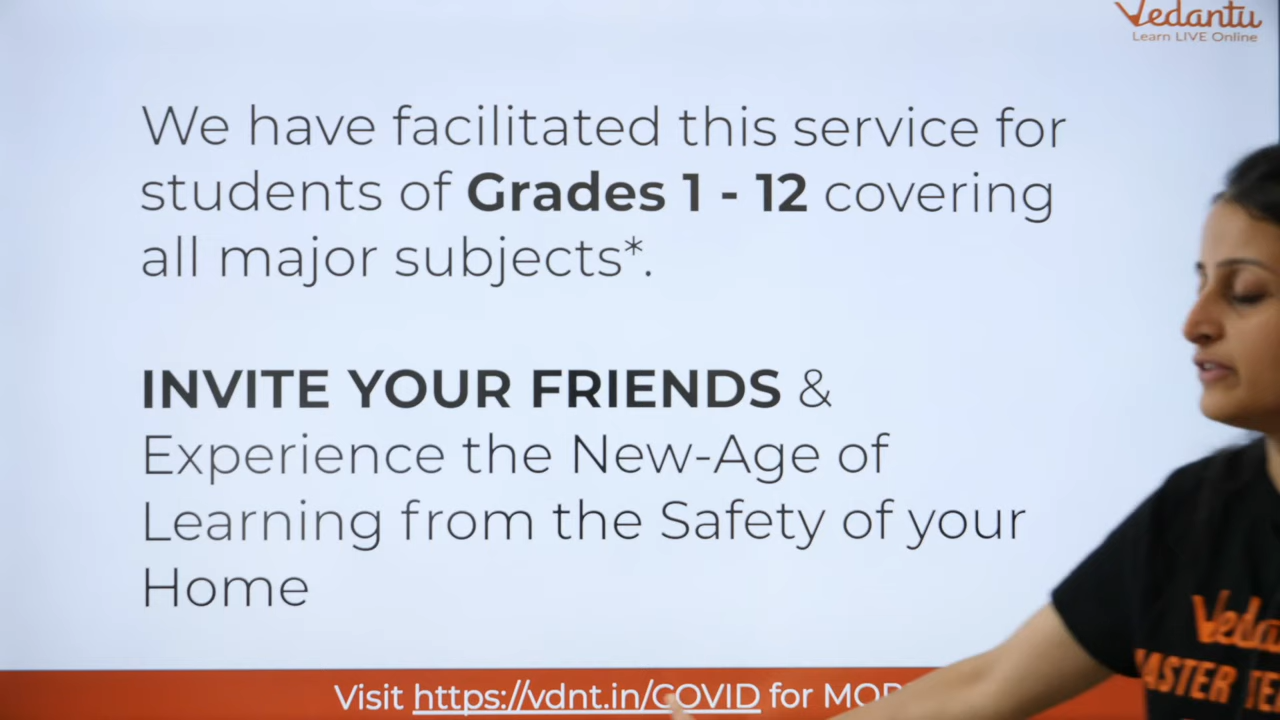 Vedantu
Learn LIVE Online
We have facilitated this service for
students of Grades 1 - 12 covering
all major subjects*.
INVITE YOUR FRIENDS &
Experience the New-Age of
Learning from the Safety of your
Home
Visit https://vdnt.in/COVID for